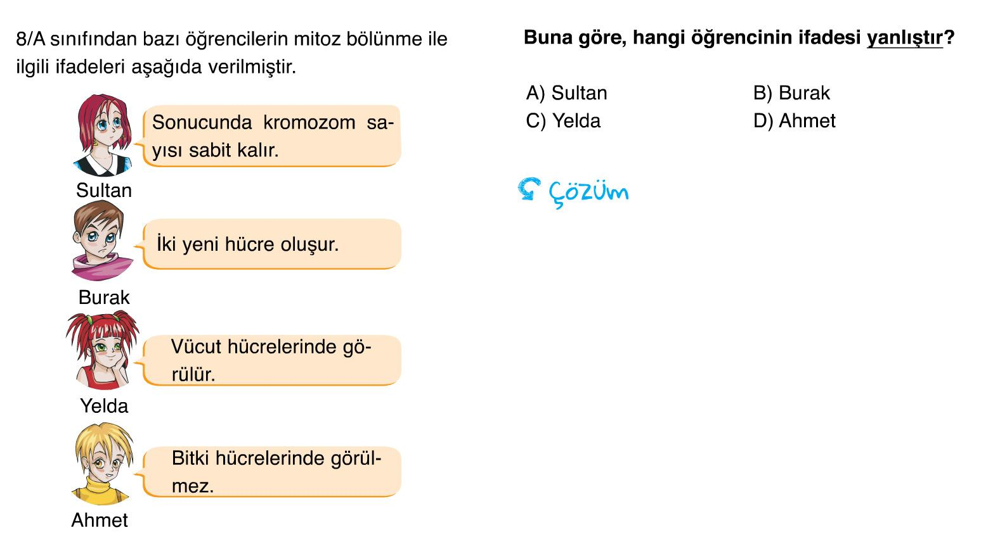 8/A sınıfından bazı öğrencilerin mitoz bölünme ile
ilgili ifadeleri aşağıda verilmiştir.
Sonucunda kromozom sa-
yısı sabit kalır.
Sultan
İki yeni hücre oluşur.
Burak
Vücut hücrelerinde gö-
rülür.
Yelda
Bitki hücrelerinde görül-
mez.
Ahmet
Buna göre, hangi öğrencinin ifadesi yanlıştır?
A) Sultan
B) Burak
C) Yelda
D) Ahmet
Çözüm